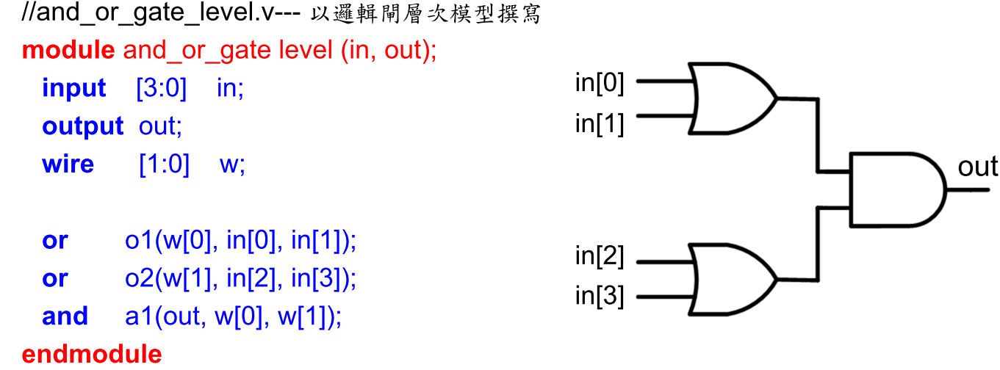 //and_or_gate_level.v--- 以邏輯閘層次模型撰寫
module and_or_gate level (in, out);
input [3:0] in;
output out;
wire [1:0] w;
or o1(w[0], in[0], in[1]);
or o2(w[1], in[2], in[3]);
and a1(out, w[0], w[1]);
endmodule
in[0]
in[1]
out
in[2]
in[3]